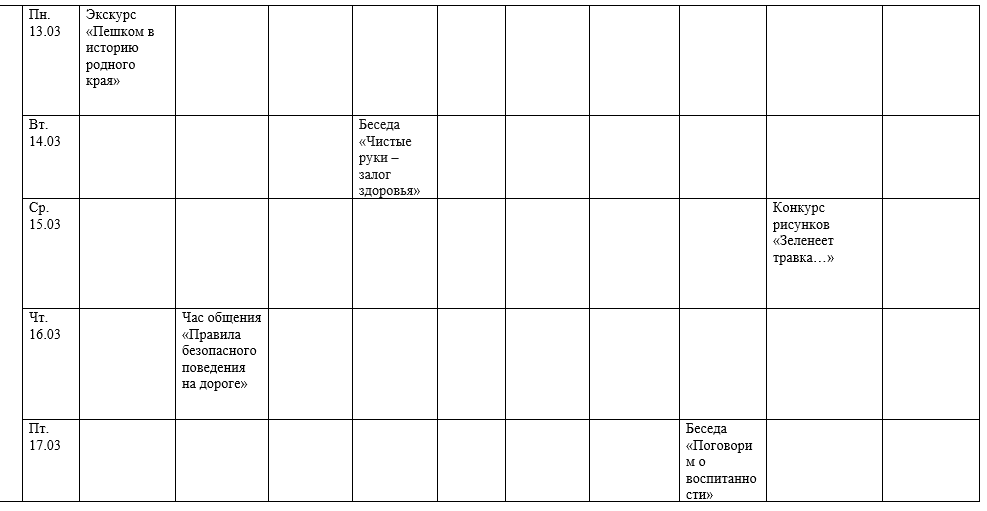 Пн.
13.03
Экскурс
«Пешком в
историю
родного
края»
Вт.
14.03
Беседа
«Чистые
руки –
залог
здоровья»
Ср.
15.03
Конкурс
рисунков
«Зеленеет
травка…»
Чт.
16.03
Час общения
«Правила
безопасного
поведения
на дороге»
Пт.
17.03
Беседа
«Поговори
м о
воспитанно
сти»